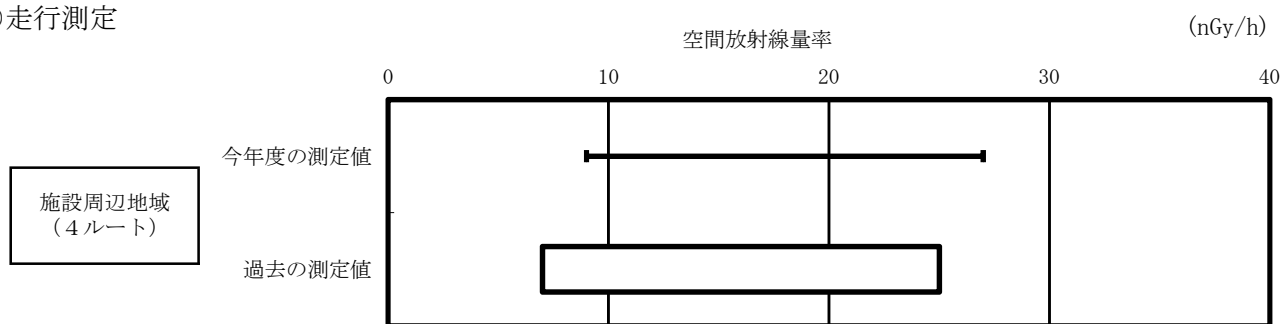 )走行測定
(nGy/h)
空間放射線量率
0 10 20 30 40
今年度の測定値
施設周辺地域
(４ルート)
過去の測定値